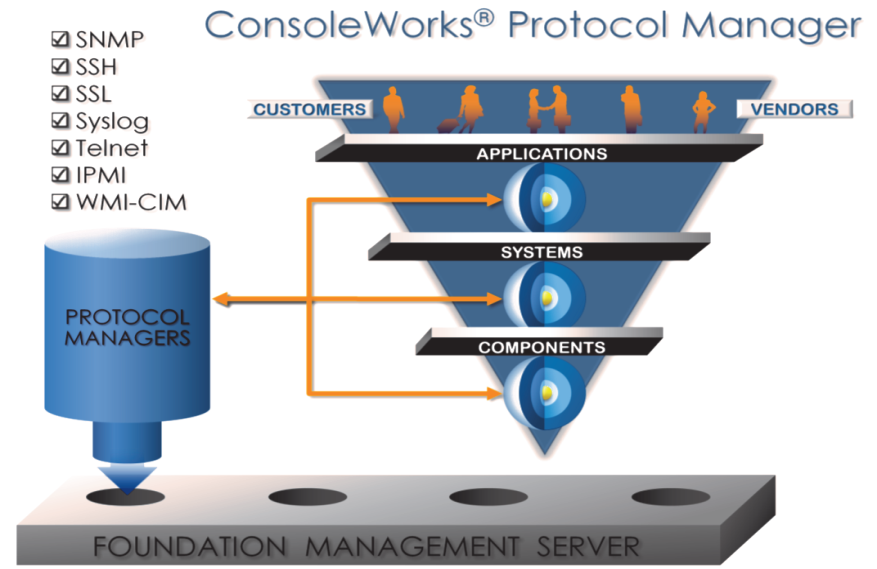 ConsoleWorks® Protocol Manager
SNMP
SSH
SSL
Syslog
Telnet
IPMI
WMI-CIM
CUSTOMERS
VENDORS
APPLICATIONS
SYSTEMS
COMPONENTS
PROTOCOL
MANAGERS
FOUNDATION MANAGEMENT SERVER